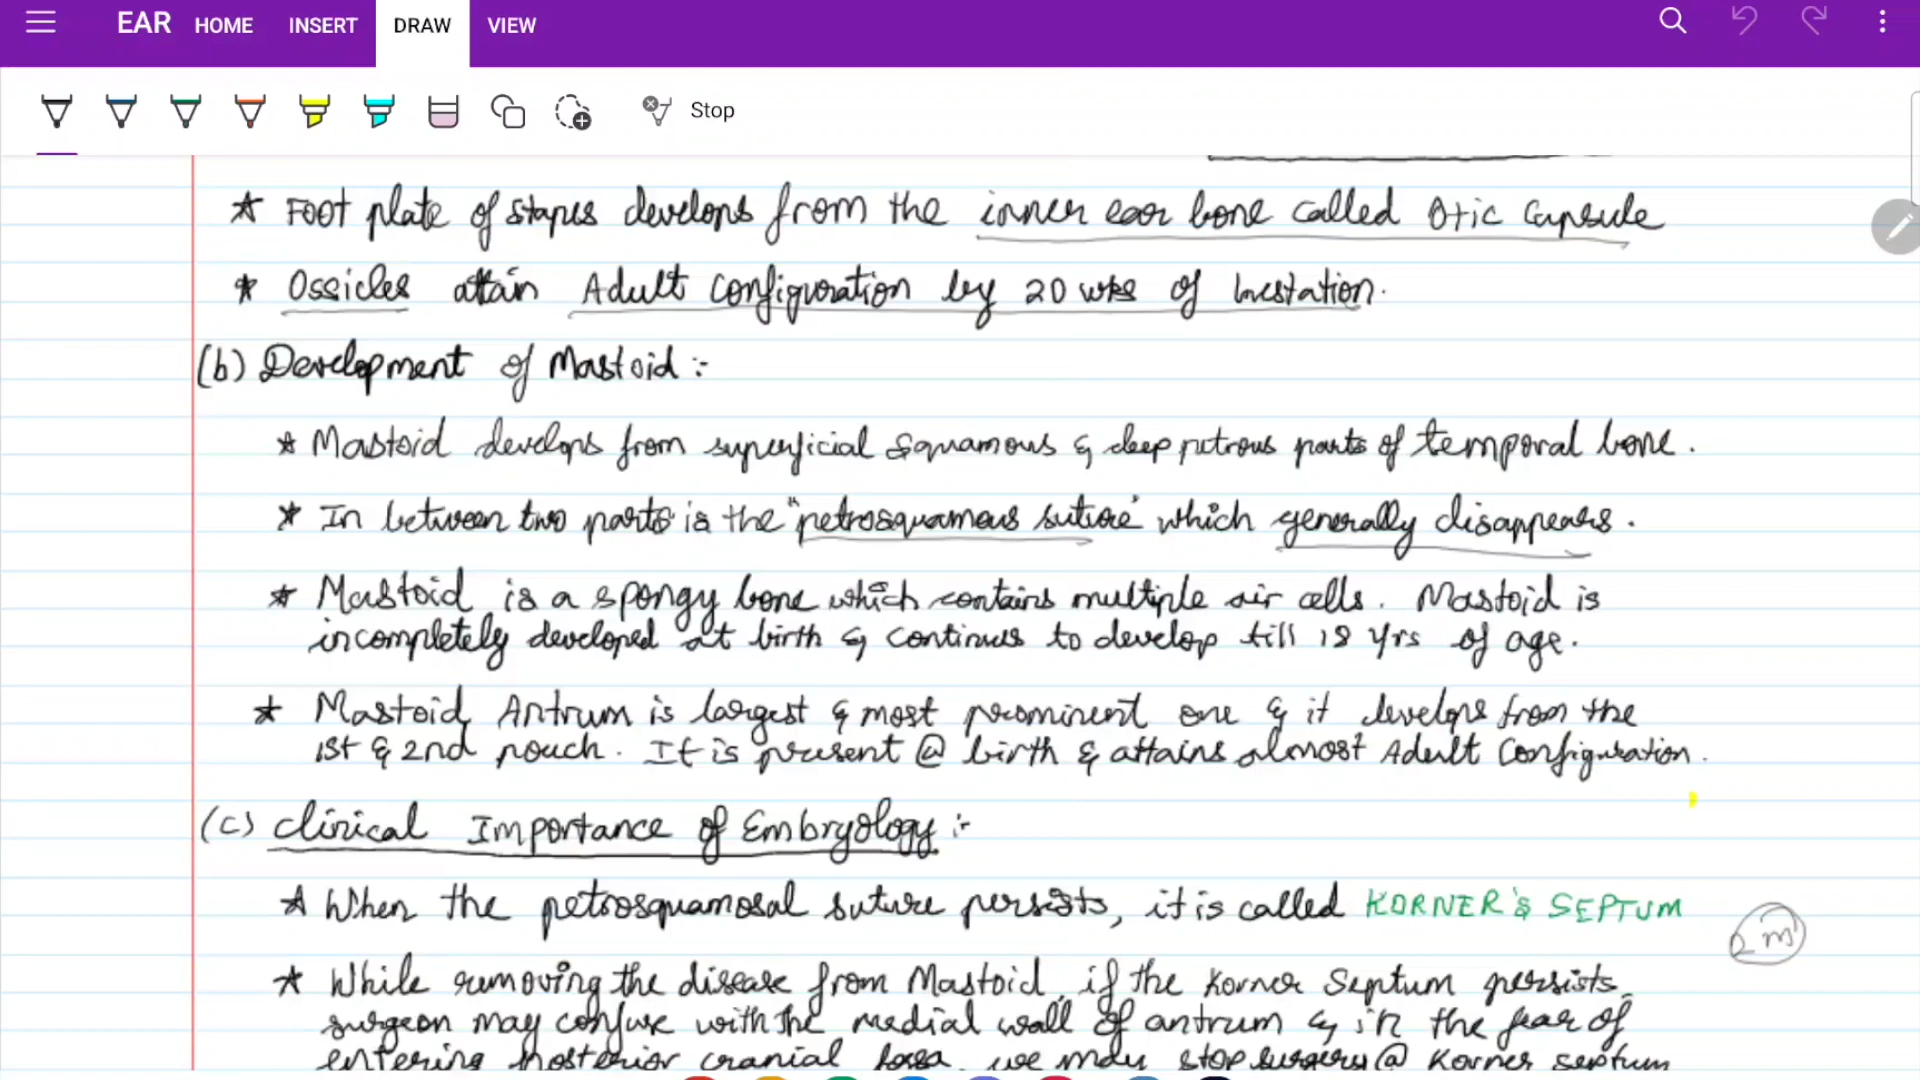 EAR HOME INSERT DRAW VIEW
Stop
★ Foot plate of stapes develops from the inner ear bone called Otic Capsule
★ Ossicles attain Adult Configuration by 20 wks of Gestation.
(b) Development of Mastoid :-
★ Mastoid develops from superficial squamous & deep petrous parts of temporal bone.
★ In between two parts is the "petrosquamous suture" which generally disappears.
★ Mastoid is a spongy bone which contains multiple air cells. Mastoid is
incompletely developed at birth & continues to develop till 18 yrs of age.
★ Mastoid Antrum is largest & most prominent one & it develops from the
1st & 2nd pouch. It is present @ birth & attains almost Adult Configuration.
(c) Clinical Importance of Embryology :-
★ When the petrosquamosal suture persists, it is called KORNER'S SEPTUM
2m
★ While removing the disease from Mastoid, if the Korner Septum persists,
surgeon may confuse with the medial wall of antrum & in the fear of
entering posterior cranial fossa, we may stop surgery @ Korner septum